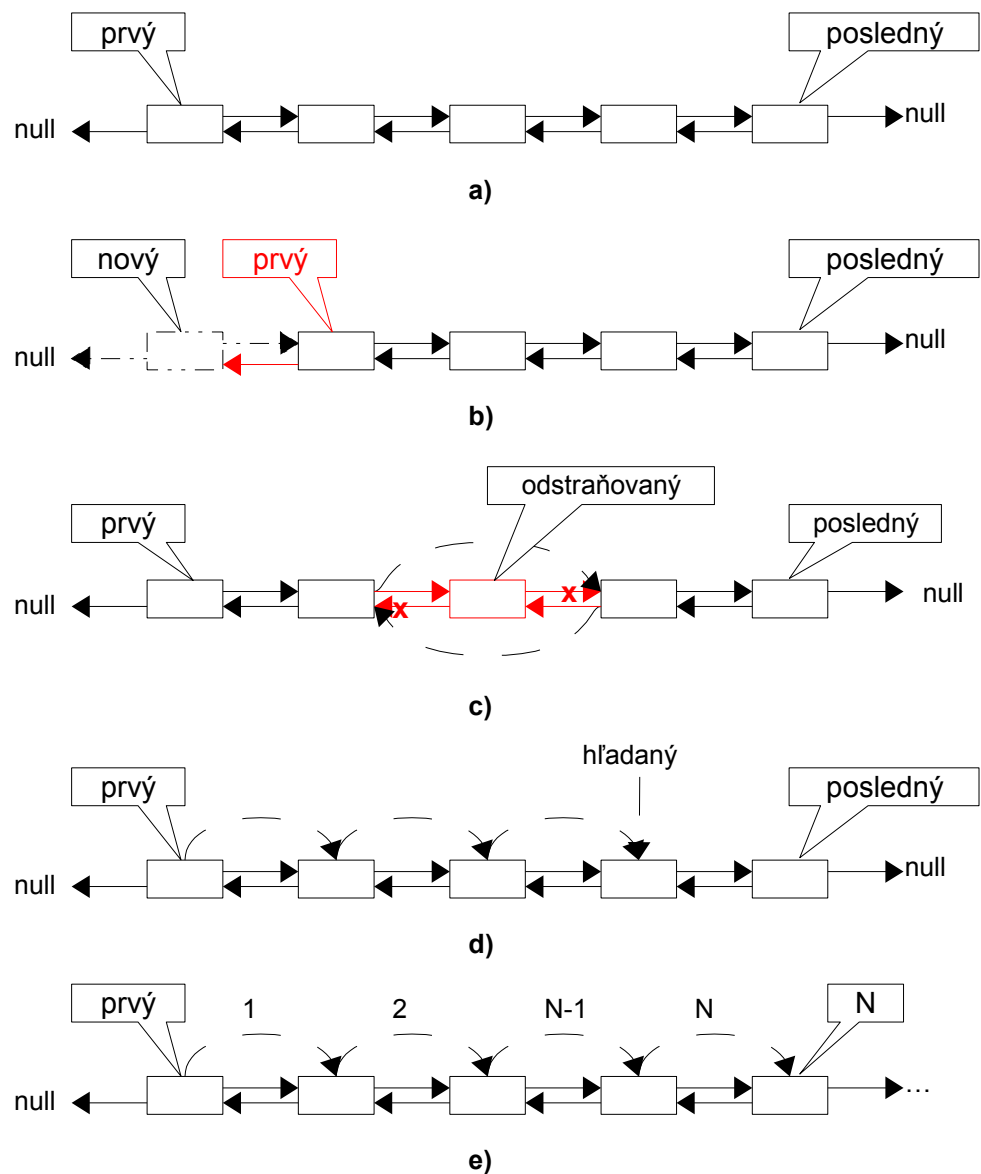 prvý posledný
null null
a)
nový prvý posledný
null null
b)
odstraňovaný
prvý posledný
x
null x null
c)
hľadaný
prvý posledný
null null
d)
prvý 1 2 N-1 N N
null ...
e)